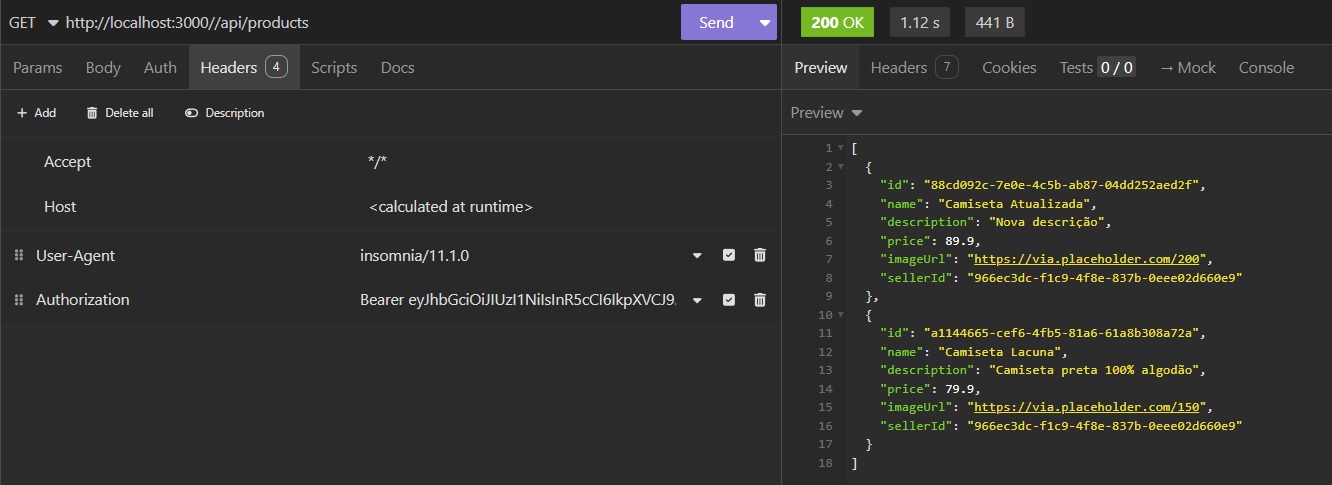 GET http://localhost:3000//api/products Send
Params Body Auth Headers 4 Scripts Docs
+ Add Delete all Description
Accept */*
Host <calculated at runtime>
User-Agent insomnia/11.1.0
Authorization Bearer eyJhbGciOiJIUzI1NiIsInR5cCI6IkpXVCJ9.
200 OK 1.12 s 441 B
Preview Headers 7 Cookies Tests 0 / 0 → Mock Console
Preview
1 [
2 {
3 "id": "88cd092c-7e0e-4c5b-ab87-04dd252aed2f",
4 "name": "Camiseta Atualizada",
5 "description": "Nova descrição",
6 "price": 89.9,
7 "imageUrl": "https://via.placeholder.com/200",
8 "sellerId": "966ec3dc-f1c9-4f8e-837b-0eee02d660e9"
9 },
10 {
11 "id": "a1144665-cef6-4fb5-81a6-61a8b308a72a",
12 "name": "Camiseta Lacuna",
13 "description": "Camiseta preta 100% algodão",
14 "price": 79.9,
15 "imageUrl": "https://via.placeholder.com/150",
16 "sellerId": "966ec3dc-f1c9-4f8e-837b-0eee02d660e9"
17 }
18 ]